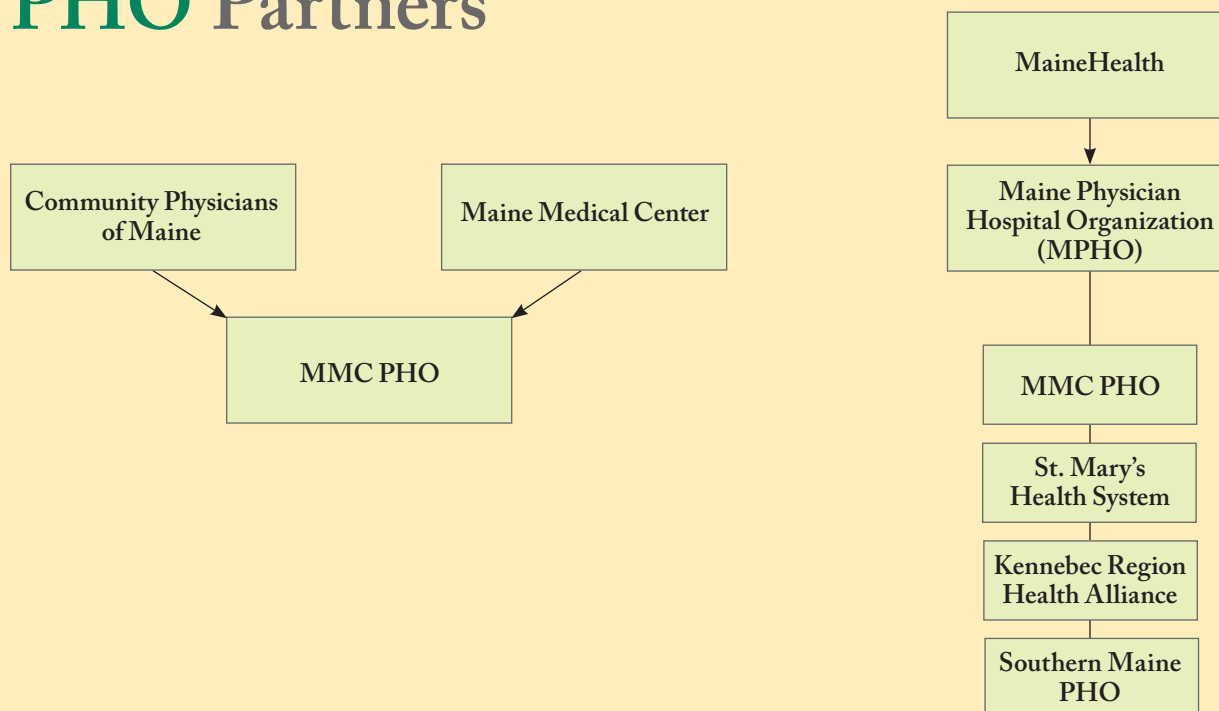 PHO Partners
Community Physicians
of Maine
Maine Medical Center
MMC PHO
MaineHealth
Maine Physician
Hospital Organization
(MPHO)
MMC PHO
St. Mary’s
Health System
Kennebec Region
Health Alliance
Southern Maine
PHO